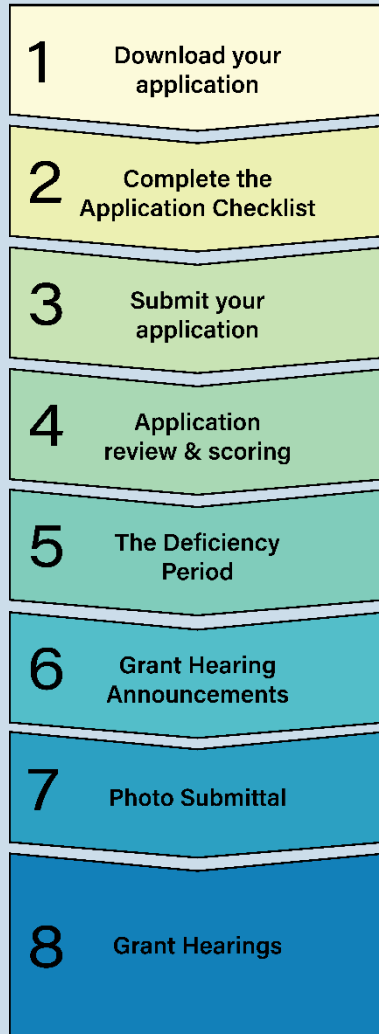 1
Download your
application
2
Complete the
Application Checklist
3
Submit your
application
4
Application
review & scoring
5
The Deficiency
Period
6
Grant Hearing
Announcements
7
Photo Submittal
8
Grant Hearings